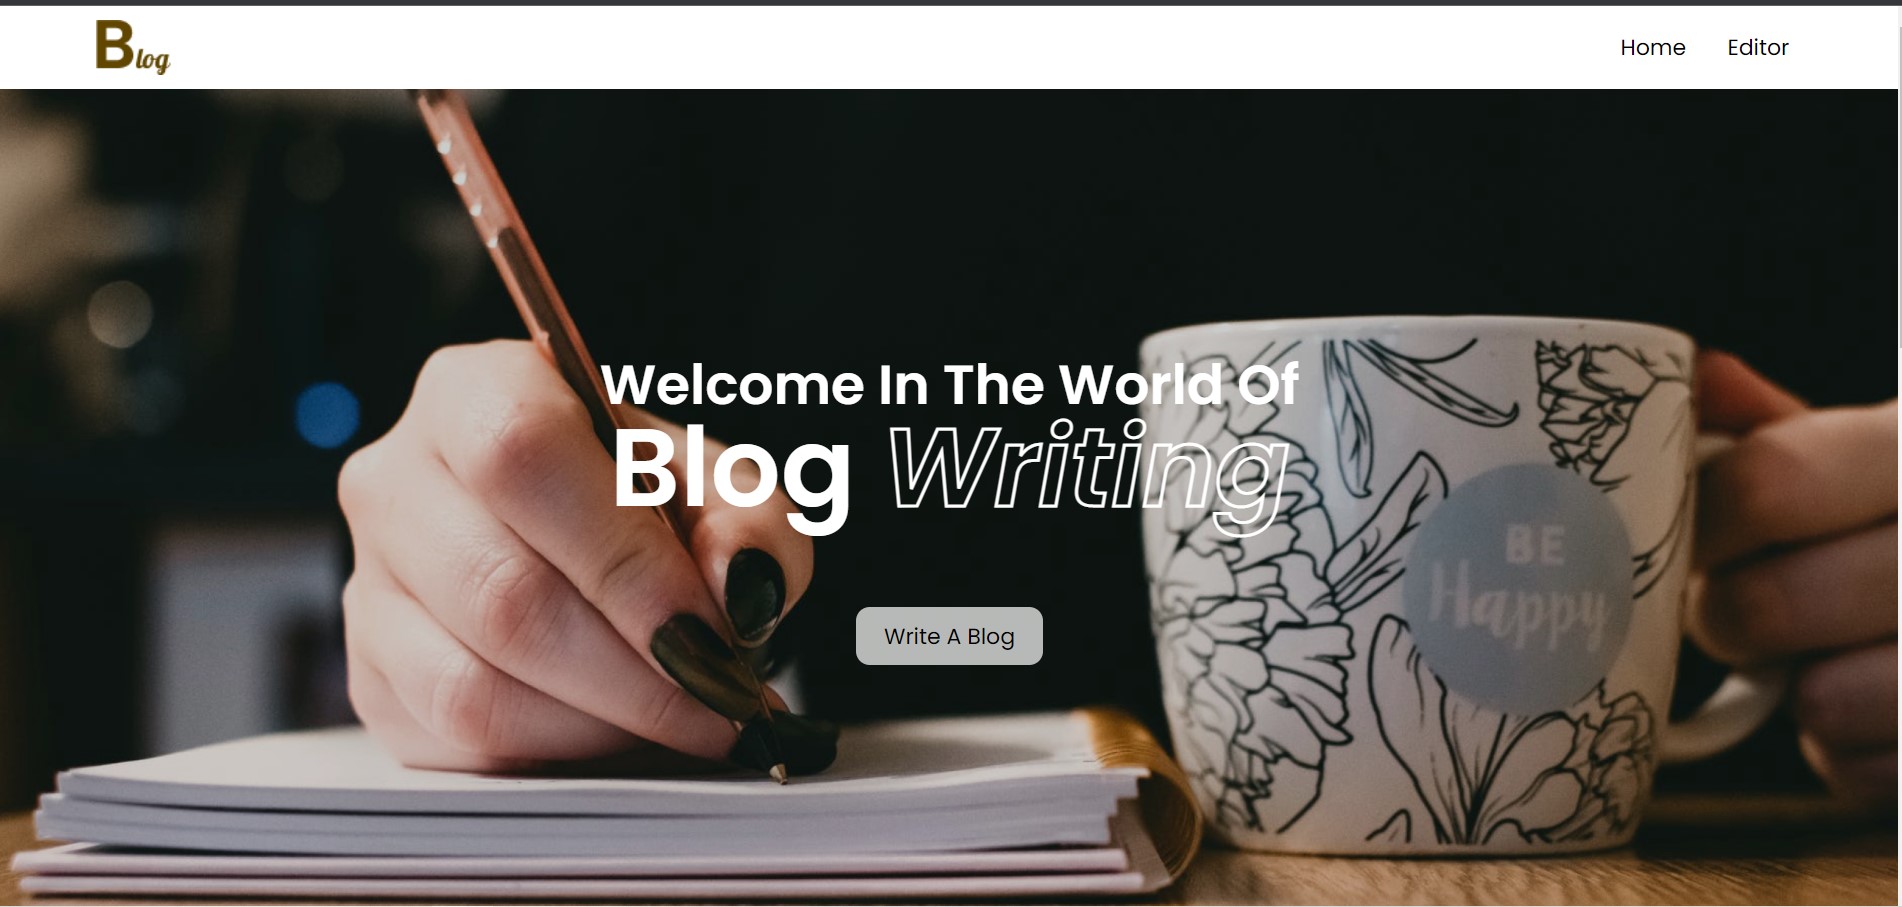 Blog
Home Editor
Welcome In The World Of
Blog Writing
Write A Blog
BE
Happy